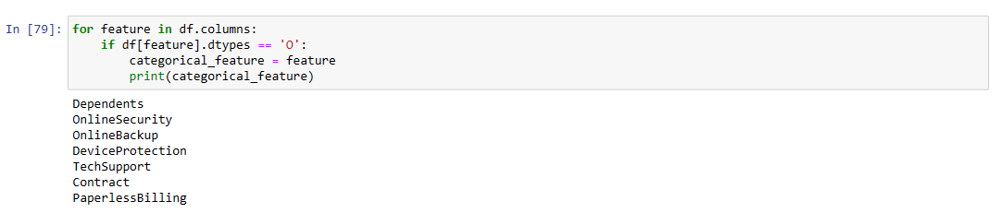 In [79]: for feature in df.columns:
if df[feature].dtypes == 'O':
categorical_feature = feature
print(categorical_feature)
Dependents
OnlineSecurity
OnlineBackup
DeviceProtection
TechSupport
Contract
PaperlessBilling